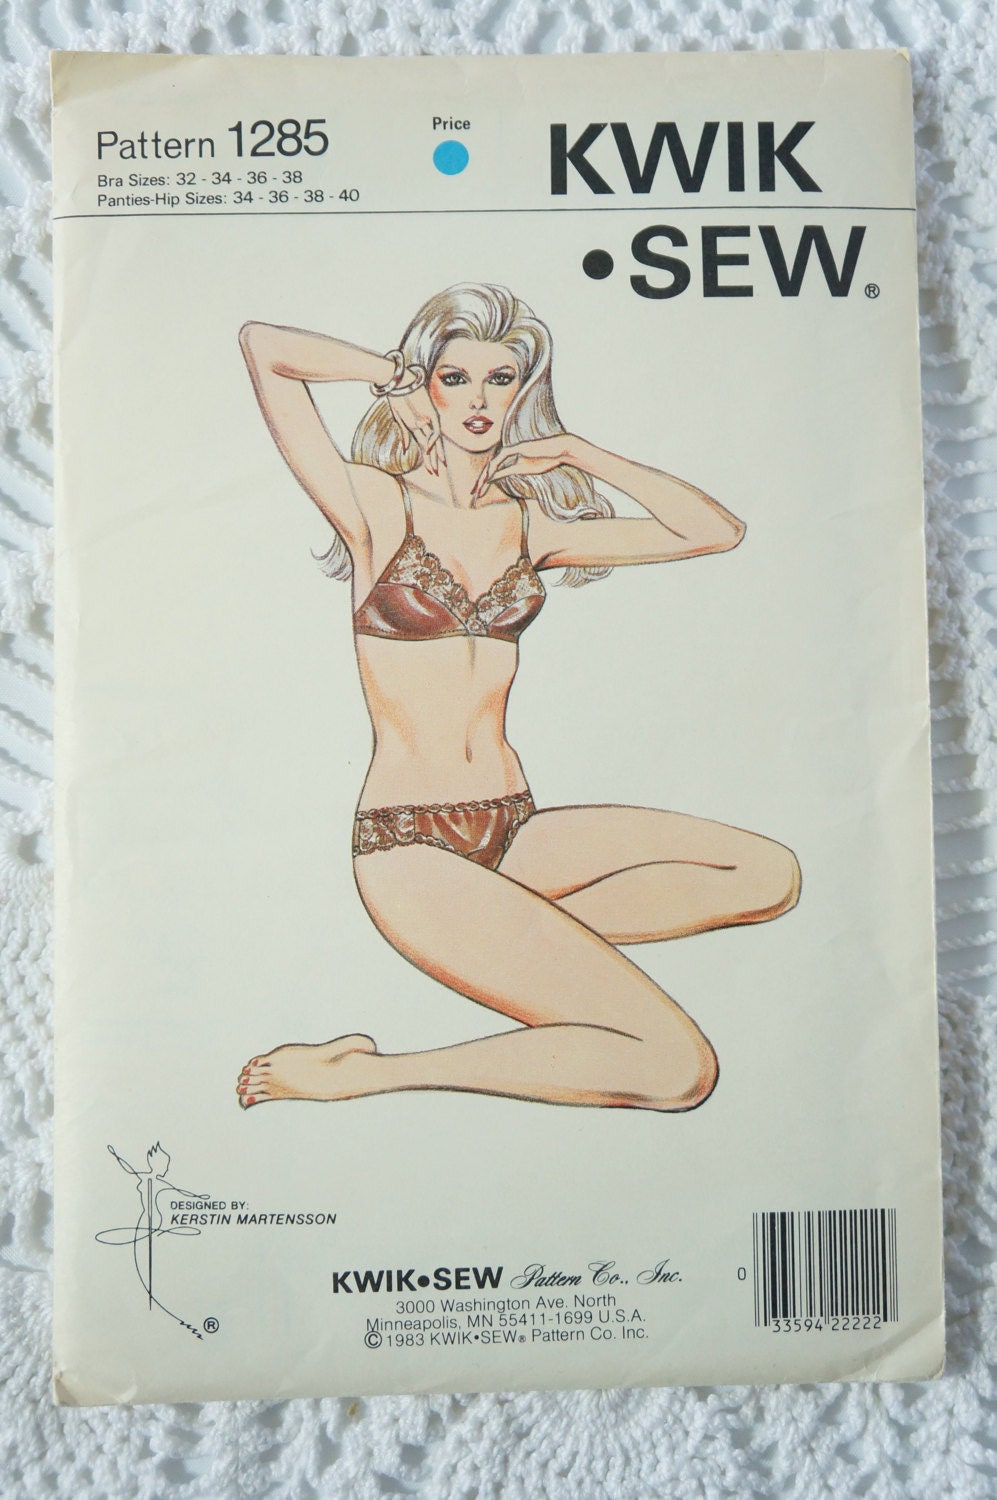 Pattern 1285
Bra Sizes: 32 - 34 - 36 - 38
Panties-Hip Sizes: 34 - 36 - 38 - 40
Price
KWIK
•SEW®
DESIGNED BY:
KERSTIN MARTENSSON
®
KWIK•SEW Pattern Co., Inc.
3000 Washington Ave. North
Minneapolis, MN 55411-1699 U.S.A.
©1983 KWIK•SEW® Pattern Co. Inc.
0 33594 22222